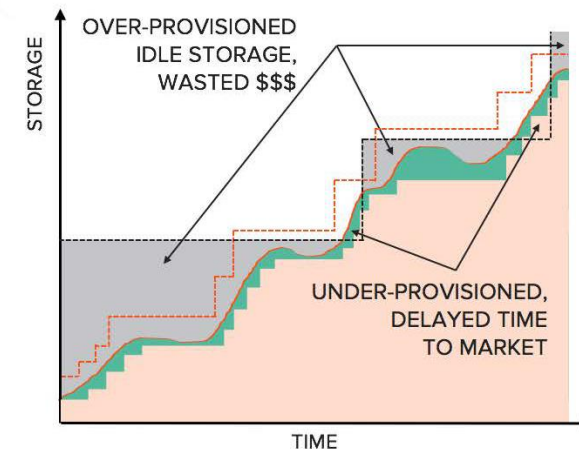 OVER-PROVISIONED
IDLE STORAGE,
WASTED $$$
STORAGE
UNDER-PROVISIONED,
DELAYED TIME
TO MARKET
TIME